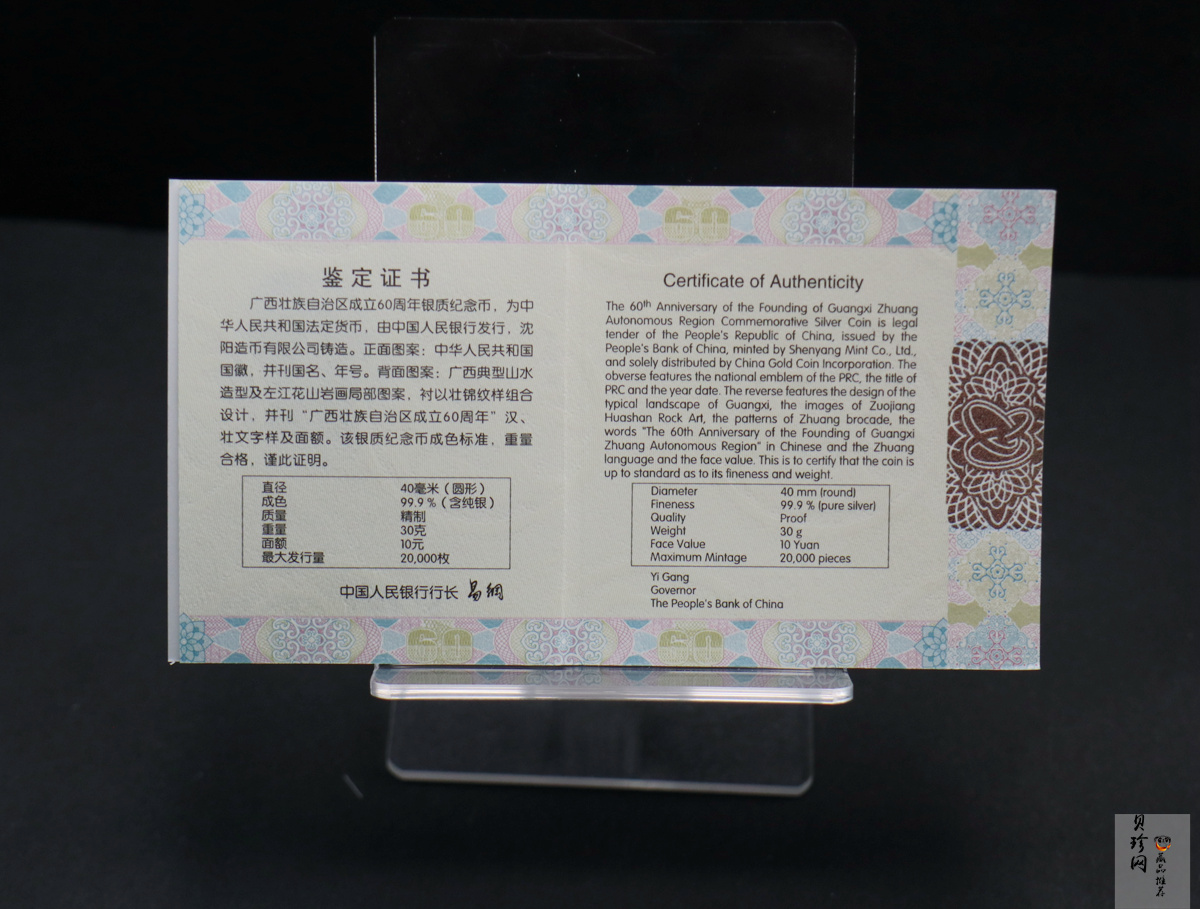 60
60
鉴定证书
广西壮族自治区成立60周年银质纪念币，为中
华人民共和国法定货币，由中国人民银行发行，沈
阳造币有限公司铸造。正面图案：中华人民共和国
国徽，并刊国名、年号。背面图案：广西典型山水
造型及左江花山岩画局部图案，衬以壮锦纹样组合
设计，并刊“广西壮族自治区成立60周年”汉、
壮文字样及面额。该银质纪念币成色标准，重量
合格，谨此证明。
直径 40毫米（圆形）
成色 99.9％（含纯银）
质量 精制
重量 30克
面额 10元
最大发行量 20,000枚
中国人民银行行长 易纲
Certificate of Authenticity
The 60th Anniversary of the Founding of Guangxi Zhuang
Autonomous Region Commemorative Silver Coin is legal
tender of the People's Republic of China, issued by the
People's Bank of China, minted by Shenyang Mint Co., Ltd.,
and solely distributed by China Gold Coin Incorporation. The
obverse features the national emblem of the PRC, the title of
PRC and the year date. The reverse features the design of the
typical landscape of Guangxi, the images of Zuojiang
Huashan Rock Art, the patterns of Zhuang brocade, the
words "The 60th Anniversary of the Founding of Guangxi
Zhuang Autonomous Region" in Chinese and the Zhuang
language and the face value. This is to certify that the coin is
up to standard as to its fineness and weight.
Diameter 40 mm (round)
Fineness 99.9 % (pure silver)
Quality Proof
Weight 30 g
Face Value 10 Yuan
Maximum Mintage 20,000 pieces
Yi Gang
Governor
The People's Bank of China
60
60
贝珍网
藏品推荐